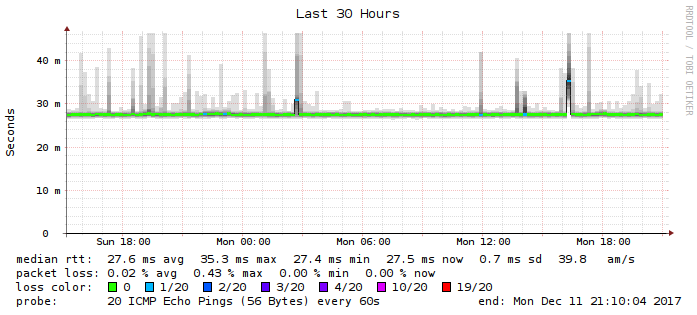 Last 30 Hours
RRDTOOL / TOBI OETIKER
Seconds
40 m
30 m
20 m
10 m
0
Sun 18:00 Mon 00:00 Mon 06:00 Mon 12:00 Mon 18:00
median rtt: 27.6 ms avg 35.3 ms max 27.4 ms min 27.5 ms now 0.7 ms sd 39.8 am/s
packet loss: 0.02 % avg 0.43 % max 0.00 % min 0.00 % now
loss color: 0 1/20 2/20 3/20 4/20 10/20 19/20
probe: 20 ICMP Echo Pings (56 Bytes) every 60s end: Mon Dec 11 21:10:04 2017